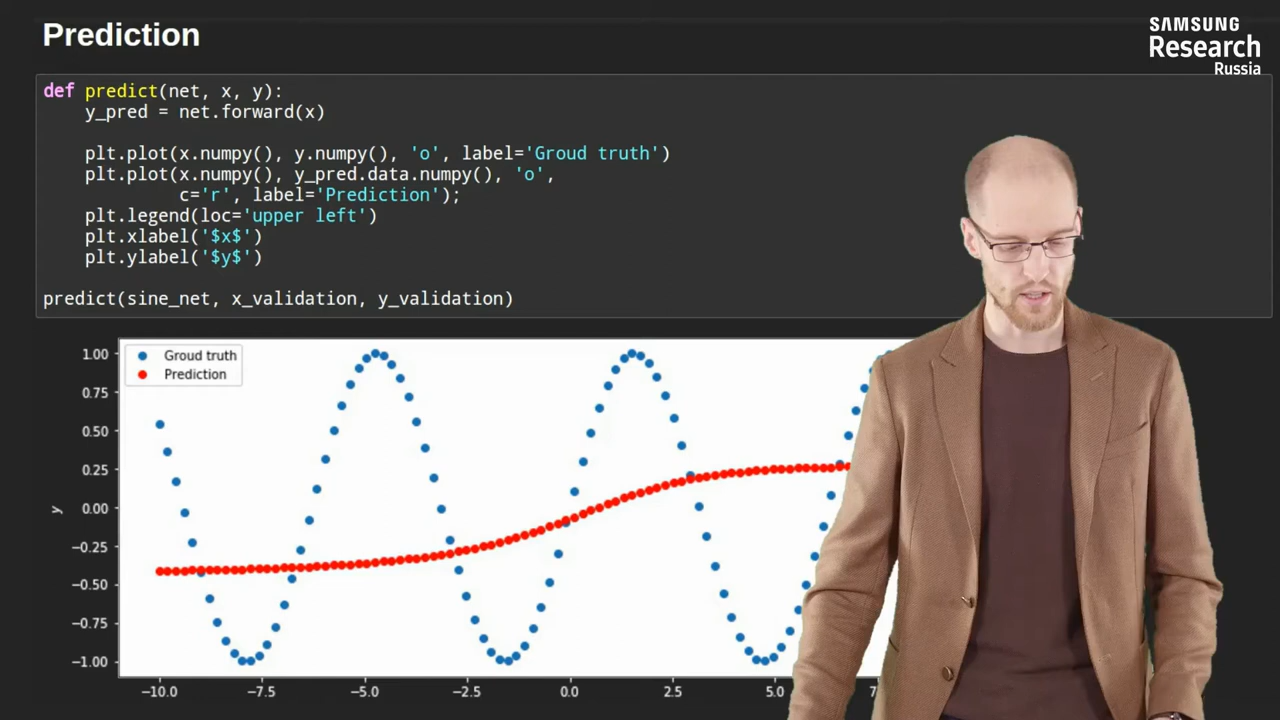 Prediction
SAMSUNG
Research
Russia
def predict(net, x, y):
    y_pred = net.forward(x)
    plt.plot(x.numpy(), y.numpy(), 'o', label='Groud truth')
    plt.plot(x.numpy(), y_pred.data.numpy(), 'o',
             c='r', label='Prediction');
    plt.legend(loc='upper left')
    plt.xlabel('$x$')
    plt.ylabel('$y$')
predict(sine_net, x_validation, y_validation)
Groud truth
Prediction
1.00
0.75
0.50
0.25
0.00
−0.25
−0.50
−0.75
−1.00
y
−10.0 −7.5 −5.0 −2.5 0.0 2.5 5.0